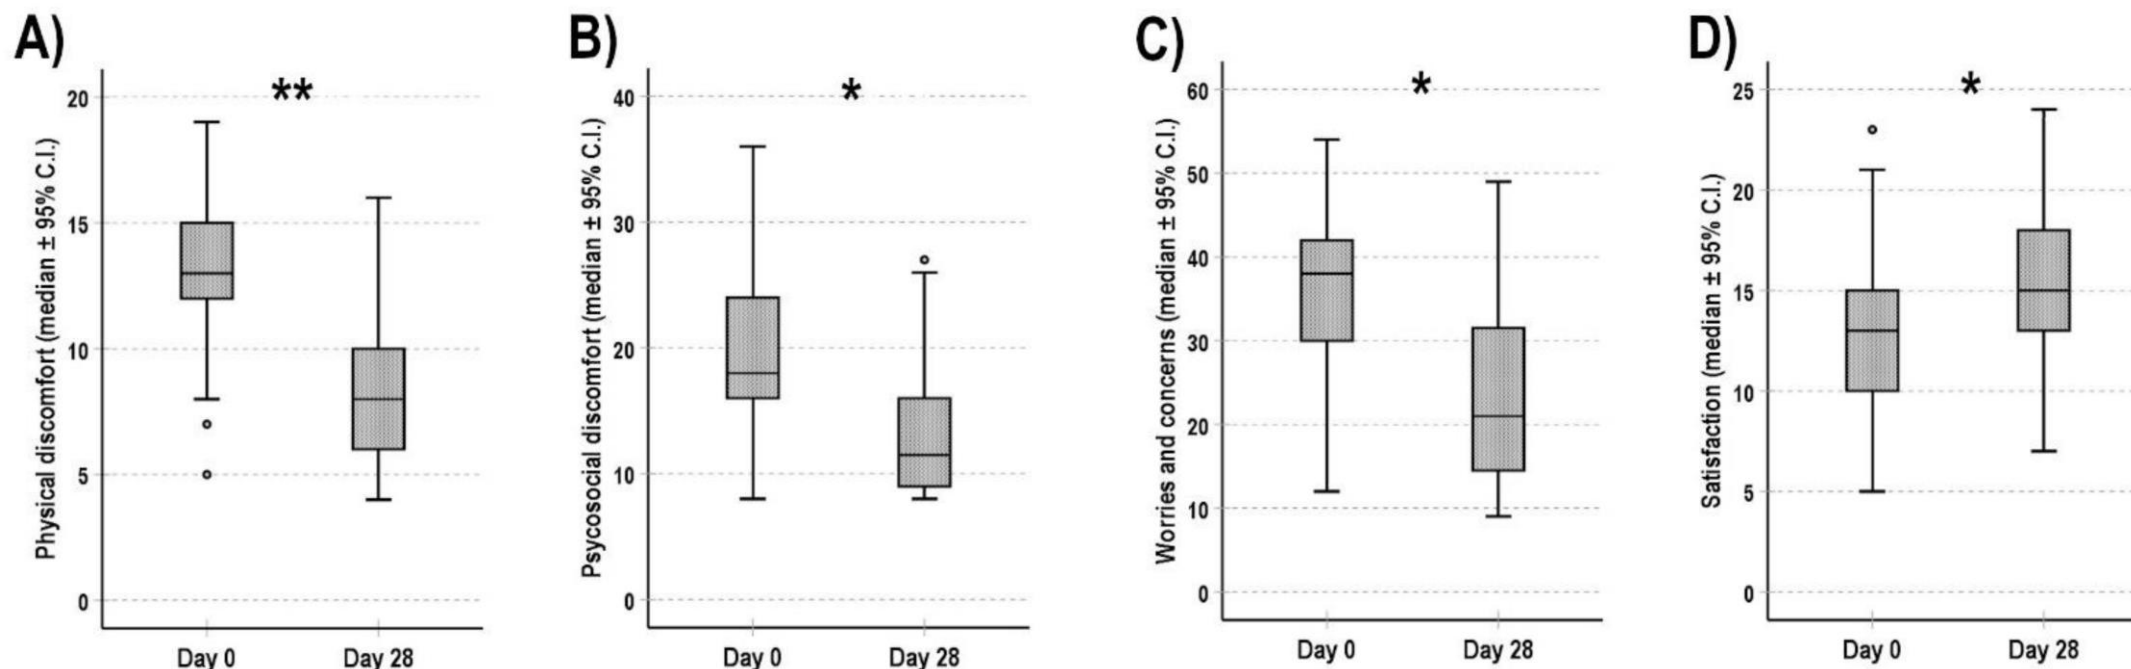 A)
**
Physical discomfort (median ± 95% C.I.)
20
15
10
5
0
Day 0
Day 28
B)
*
Psycosocial discomfort (median ± 95% C.I.)
40
30
20
10
0
Day 0
Day 28
C)
*
Worries and concerns (median ± 95% C.I.)
60
50
40
30
20
10
0
Day 0
Day 28
D)
*
Satisfaction (median ± 95% C.I.)
25
20
15
10
5
0
Day 0
Day 28